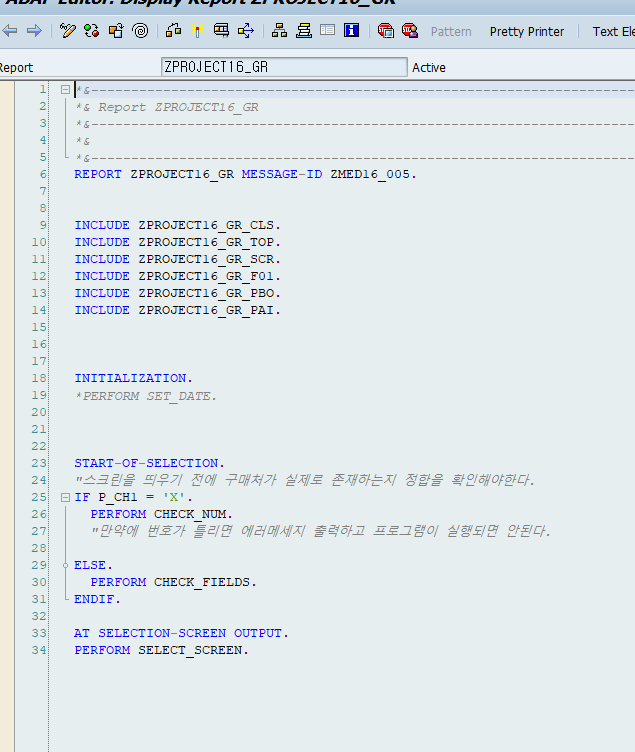 ABAP Editor: Display Report ZPROJECT16_GR
Pattern Pretty Printer Text Ele
Report ZPROJECT16_GR Active
1 *&---------------------------------------------------------------------
2 *& Report ZPROJECT16_GR
3 *&---------------------------------------------------------------------
4 *&
5 *&---------------------------------------------------------------------
6 REPORT ZPROJECT16_GR MESSAGE-ID ZMED16_005.
7
8
9 INCLUDE ZPROJECT16_GR_CLS.
10 INCLUDE ZPROJECT16_GR_TOP.
11 INCLUDE ZPROJECT16_GR_SCR.
12 INCLUDE ZPROJECT16_GR_F01.
13 INCLUDE ZPROJECT16_GR_PBO.
14 INCLUDE ZPROJECT16_GR_PAI.
15
16
17
18 INITIALIZATION.
19 *PERFORM SET_DATE.
20
21
22
23 START-OF-SELECTION.
24 "스크린을 띄우기 전에 구매처가 실제로 존재하는지 정합을 확인해야한다.
25 IF P_CH1 = 'X'.
26 PERFORM CHECK_NUM.
27 "만약에 번호가 틀리면 에러메세지 출력하고 프로그램이 실행되면 안된다.
28
29 ELSE.
30 PERFORM CHECK_FIELDS.
31 ENDIF.
32
33 AT SELECTION-SCREEN OUTPUT.
34 PERFORM SELECT_SCREEN.